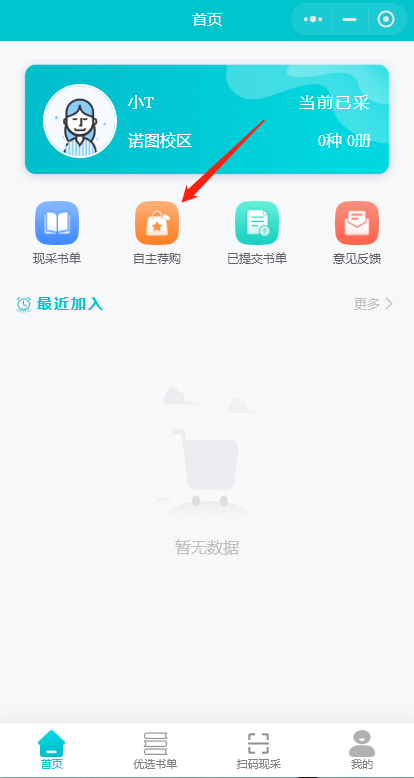 首页
小T
当前已采
诺图校区
0种 0册
现采书单
自主荐购
已提交书单
意见反馈
最近加入
更多
暂无数据
首页
优选书单
扫码现采
我的